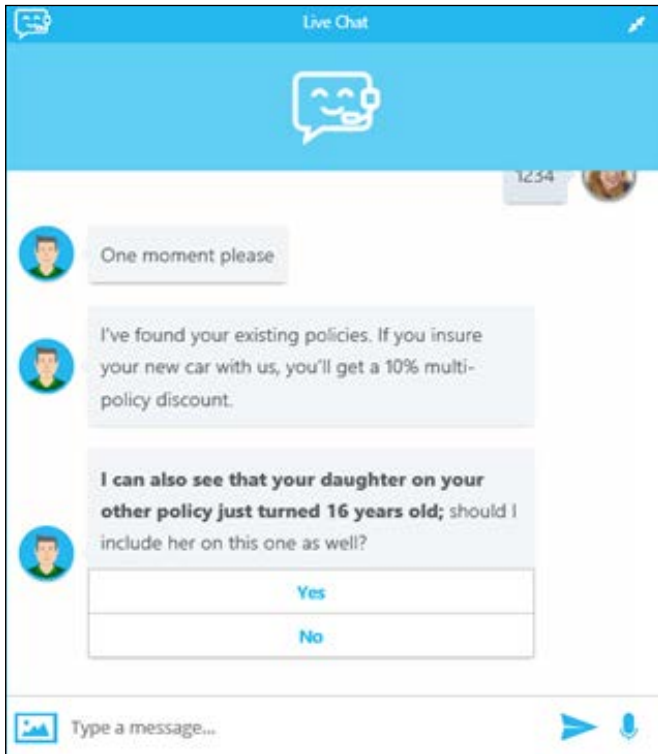 Live Chat
1234
One moment please
I've found your existing policies. If you insure
your new car with us, you'll get a 10% multi-
policy discount.
I can also see that your daughter on your
other policy just turned 16 years old; should I
include her on this one as well?
Yes
No
Type a message...